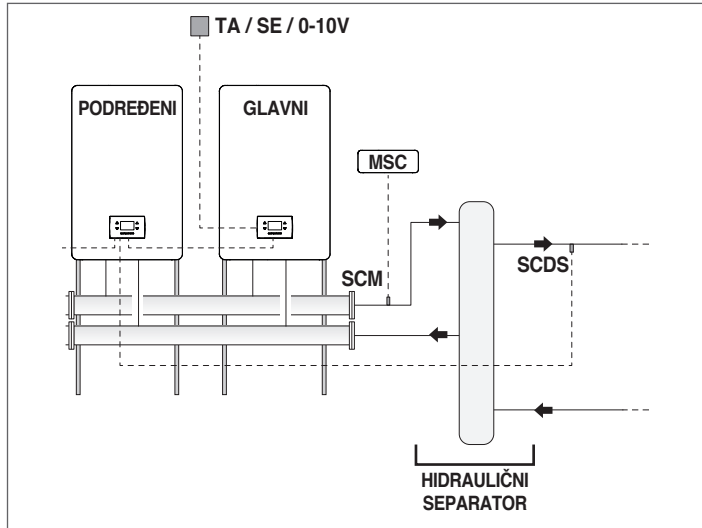 TA / SE / 0-10V
PODREĐENI
GLAVNI
MSC
SCM
SCDS
HIDRAULIČNI
SEPARATOR